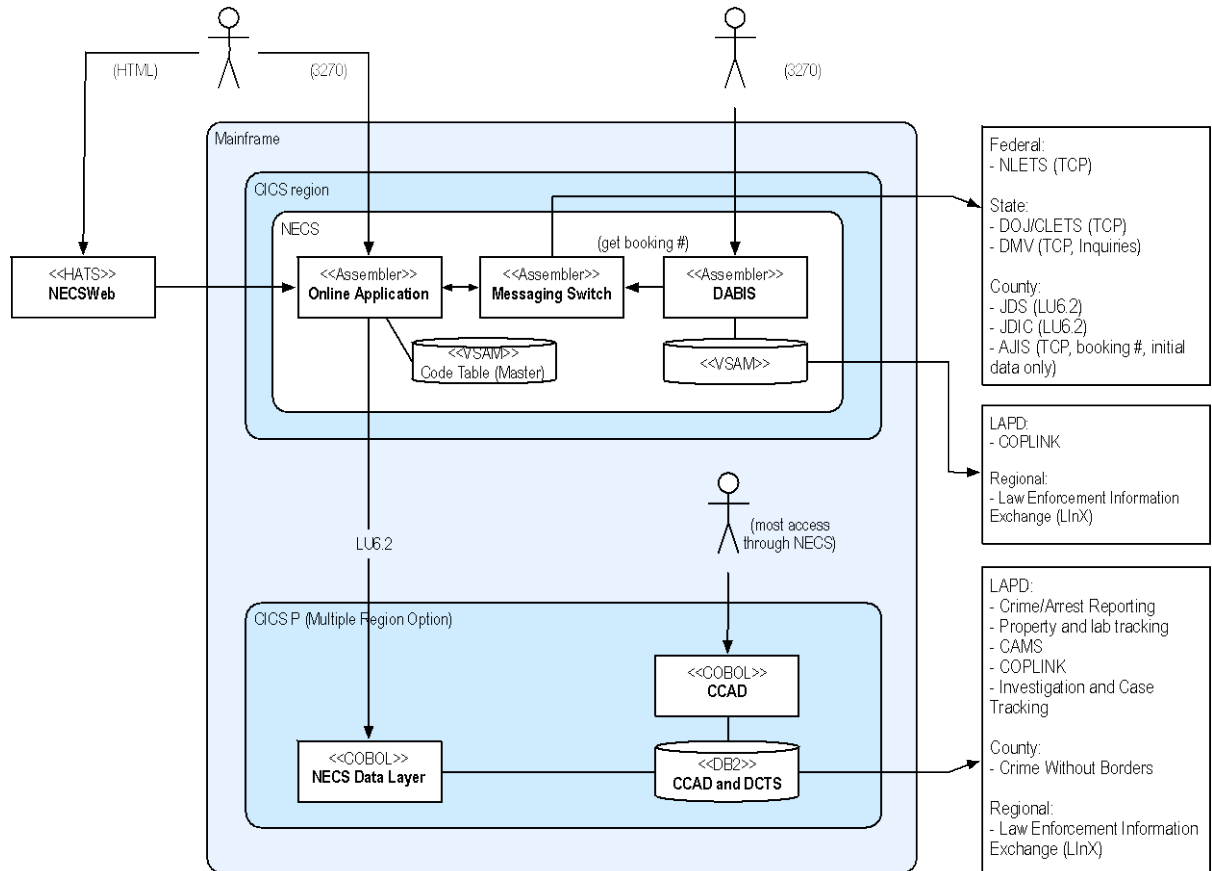 (HTML)
(3270)
(3270)
Mainframe
CICS region
NECS
(get booking #)
<<HATS>>
NECSWeb
<<Assembler>>
Online Application
<<Assembler>>
Messaging Switch
<<Assembler>>
DABIS
<<VSAM>>
Code Table (Master)
<<VSAM>>
Federal:
- NLETS (TCP)
State:
- DOJ/CLETS (TCP)
- DMV (TCP, Inquiries)
County:
- JDS (LU6.2)
- JDIC (LU6.2)
- AJIS (TCP, booking #, initial
data only)
LAPD:
- COPLINK
Regional:
- Law Enforcement Information
Exchange (LInX)
(most access
through NECS)
LU6.2
CICS P (Multiple Region Option)
<<COBOL>>
CCAD
<<COBOL>>
NECS Data Layer
<<DB2>>
CCAD and DCTS
LAPD:
- Crime/Arrest Reporting
- Property and lab tracking
- CAMS
- COPLINK
- Investigation and Case
Tracking
County:
- Crime Without Borders
Regional:
- Law Enforcement Information
Exchange (LInX)